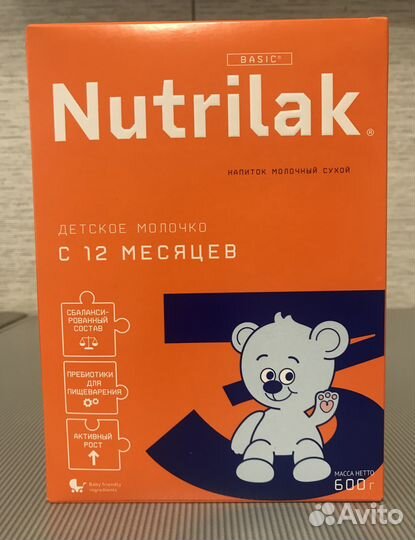 BASIC®
Nutrilak®
НАПИТОК МОЛОЧНЫЙ СУХОЙ
ДЕТСКОЕ МОЛОЧКО
С 12 МЕСЯЦЕВ
3
СБАЛАНСИ-
РОВАННЫЙ
СОСТАВ
ПРЕБИОТИКИ
ДЛЯ
ПИЩЕВАРЕНИЯ
АКТИВНЫЙ
РОСТ
Baby friendly
ingredients
МАССА НЕТТО
600 г
Avito